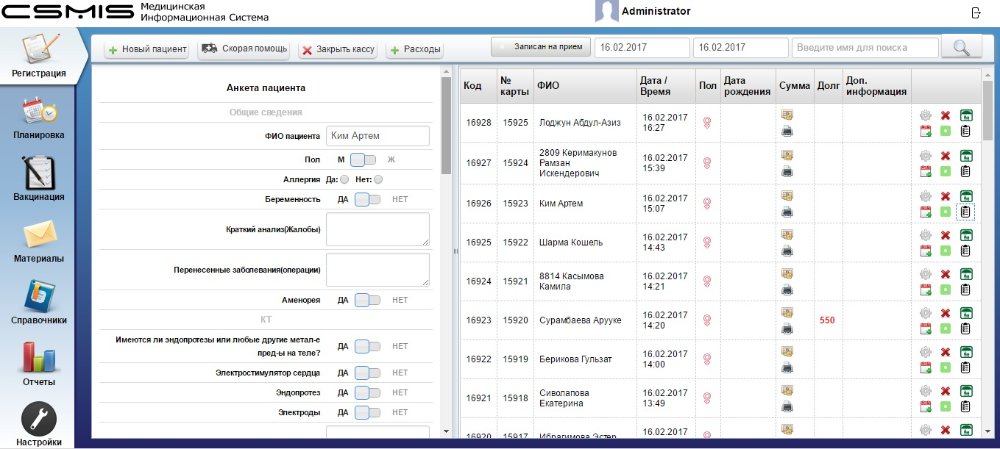 CSMIS
Медицинская
Информационная Система
Administrator
Регистрация
Планировка
Вакцинация
Материалы
Справочники
Отчеты
Настройки
Новый пациент
Скорая помощь
Закрыть кассу
Расходы
Записан на прием
16.02.2017
16.02.2017
Введите имя для поиска
Анкета пациента
Общие сведения
ФИО пациента Ким Артем
Пол М Ж
Аллергия Да: Нет:
Беременность ДА НЕТ
Краткий анализ(Жалобы)
Перенесенные заболевания(операции)
Аменорея ДА НЕТ
КТ
Имеются ли эндопротезы или любые другие метал-е
пред-ы на теле? ДА НЕТ
Электростимулятор сердца ДА НЕТ
Эндопротез ДА НЕТ
Электроды ДА НЕТ
Код № карты ФИО Дата / Время Пол Дата рождения Сумма Долг Доп. информация
16928 15925 Лоджун Абдул-Азиз 16.02.2017 16:27
16927 15924 2809 Керимакунов Рамзан Искендерович 16.02.2017 15:39
16926 15923 Ким Артем 16.02.2017 15:07
16925 15922 Шарма Кошель 16.02.2017 14:43
16924 15921 8814 Касымова Камила 16.02.2017 14:21
16923 15920 Сурамбаева Арууке 16.02.2017 14:20 550
16922 15919 Берикова Гульзат 16.02.2017 14:00
16921 15918 Сиволапова Екатерина 16.02.2017 13:49
16920 15917 Ибрагимова Эстер 16.02.2017